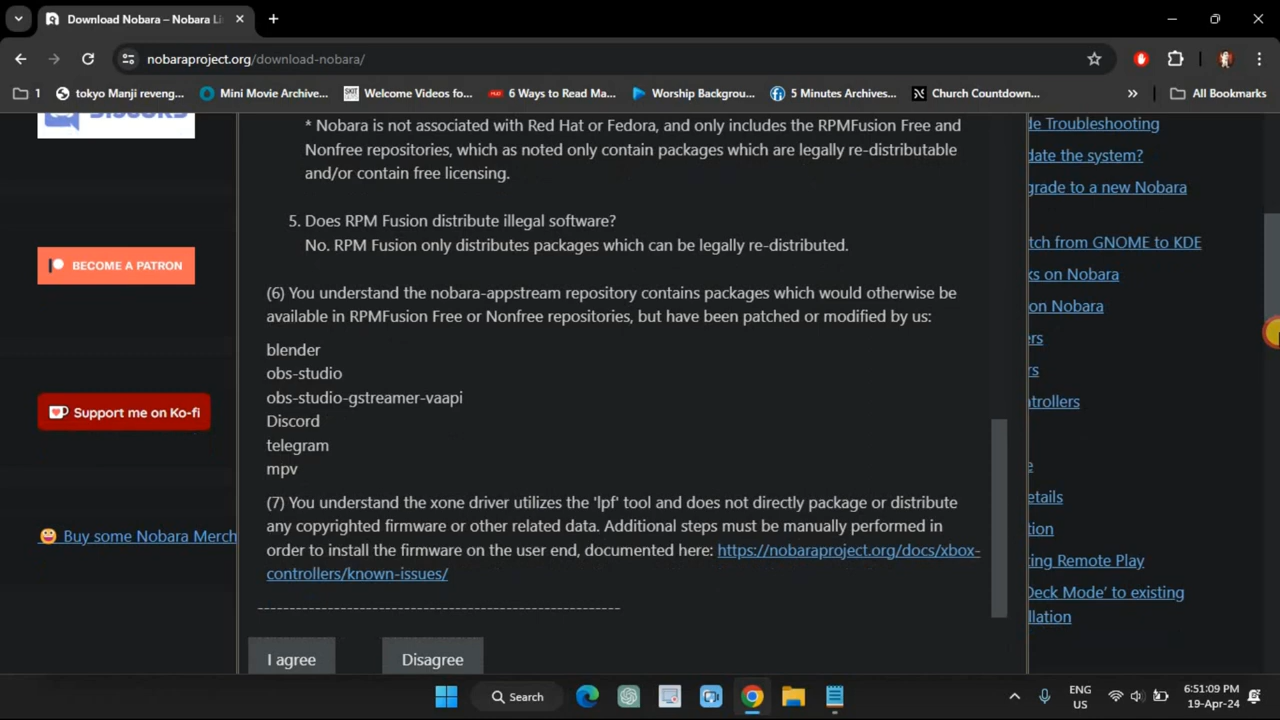 Download Nobara – Nobara Li
nobaraproject.org/download-nobara/
1
tokyo Manji reveng...
Mini Movie Archive...
SKIT
Welcome Videos fo...
6 Ways to Read Ma...
Worship Backgrou...
5 Minutes Archives...
Church Countdown...
All Bookmarks
* Nobara is not associated with Red Hat or Fedora, and only includes the RPMFusion Free and
Nonfree repositories, which as noted only contain packages which are legally re-distributable
and/or contain free licensing.
5. Does RPM Fusion distribute illegal software?
No. RPM Fusion only distributes packages which can be legally re-distributed.
(6) You understand the nobara-appstream repository contains packages which would otherwise be
available in RPMFusion Free or Nonfree repositories, but have been patched or modified by us:
blender
obs-studio
obs-studio-gstreamer-vaapi
Discord
telegram
mpv
(7) You understand the xone driver utilizes the 'lpf' tool and does not directly package or distribute
any copyrighted firmware or other related data. Additional steps must be manually performed in
order to install the firmware on the user end, documented here: https://nobaraproject.org/docs/xbox-
controllers/known-issues/
--------------------------------------------------------
I agree
Disagree
BECOME A PATRON
Support me on Ko-fi
Buy some Nobara Merch
de Troubleshooting
date the system?
grade to a new Nobara
tch from GNOME to KDE
ks on Nobara
on Nobara
ers
rs
trollers
e
etails
tion
ing Remote Play
Deck Mode' to existing
llation
Search
ENG
US
6:51:09 PM
19-Apr-24